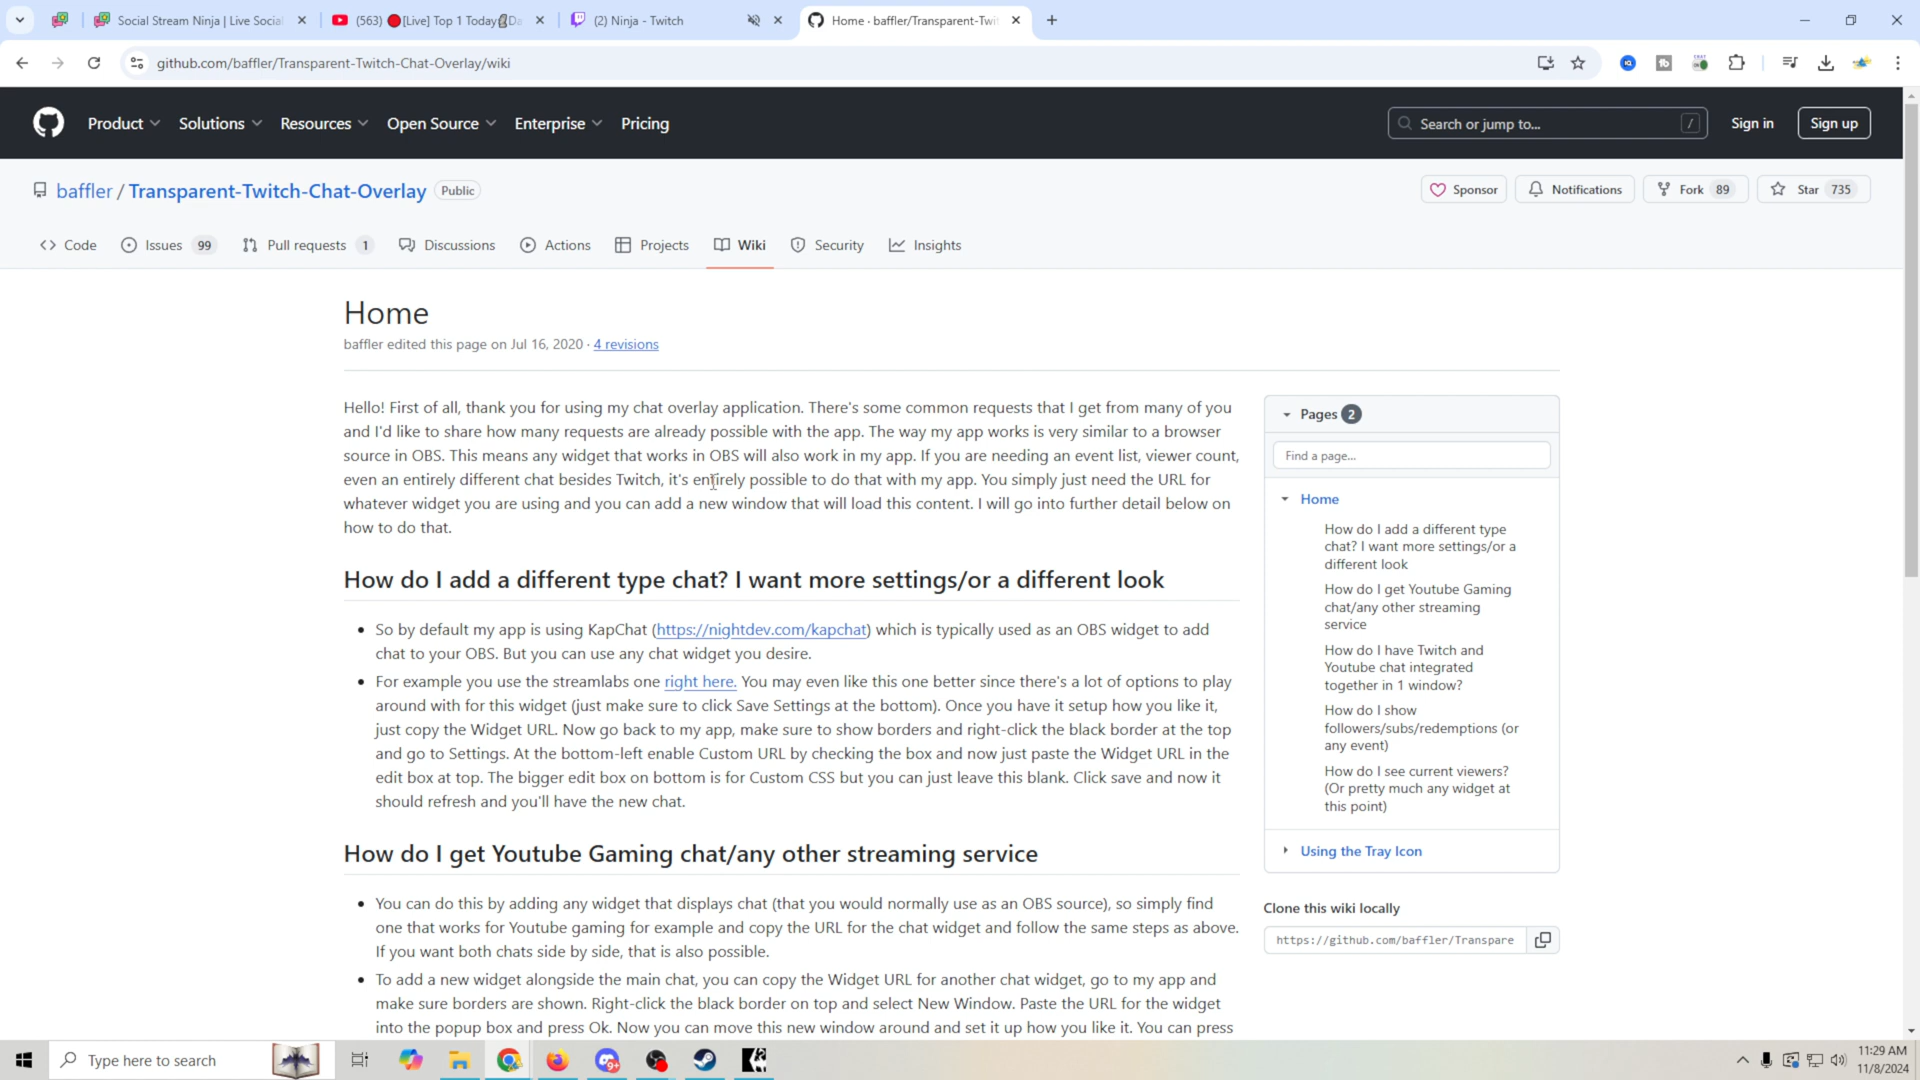 Social Stream Ninja | Live Social
(563) 🔴[Live] Top 1 Today
(2) Ninja - Twitch
Home · baffler/Transparent-Twi
github.com/baffler/Transparent-Twitch-Chat-Overlay/wiki
Product
Solutions
Resources
Open Source
Enterprise
Pricing
Search or jump to...
/
Sign in
Sign up
baffler / Transparent-Twitch-Chat-Overlay
Public
Sponsor
Notifications
Fork 89
Star 735
Code
Issues 99
Pull requests 1
Discussions
Actions
Projects
Wiki
Security
Insights
Home
baffler edited this page on Jul 16, 2020 · 4 revisions
Hello! First of all, thank you for using my chat overlay application. There's some common requests that I get from many of you
and I'd like to share how many requests are already possible with the app. The way my app works is very similar to a browser
source in OBS. This means any widget that works in OBS will also work in my app. If you are needing an event list, viewer count,
even an entirely different chat besides Twitch, it's entirely possible to do that with my app. You simply just need the URL for
whatever widget you are using and you can add a new window that will load this content. I will go into further detail below on
how to do that.
How do I add a different type chat? I want more settings/or a different look
• So by default my app is using KapChat (https://nightdev.com/kapchat) which is typically used as an OBS widget to add
chat to your OBS. But you can use any chat widget you desire.
• For example you use the streamlabs one right here. You may even like this one better since there's a lot of options to play
around with for this widget (just make sure to click Save Settings at the bottom). Once you have it setup how you like it,
just copy the Widget URL. Now go back to my app, make sure to show borders and right-click the black border at the top
and go to Settings. At the bottom-left enable Custom URL by checking the box and now just paste the Widget URL in the
edit box at top. The bigger edit box on bottom is for Custom CSS but you can just leave this blank. Click save and now it
should refresh and you'll have the new chat.
How do I get Youtube Gaming chat/any other streaming service
• You can do this by adding any widget that displays chat (that you would normally use as an OBS source), so simply find
one that works for Youtube gaming for example and copy the URL for the chat widget and follow the same steps as above.
If you want both chats side by side, that is also possible.
• To add a new widget alongside the main chat, you can copy the Widget URL for another chat widget, go to my app and
make sure borders are shown. Right-click the black border on top and select New Window. Paste the URL for the widget
into the popup box and press Ok. Now you can move this new window around and set it up how you like it. You can press
Pages 2
Find a page...
Home
How do I add a different type
chat? I want more settings/or a
different look
How do I get Youtube Gaming
chat/any other streaming
service
How do I have Twitch and
Youtube chat integrated
together in 1 window?
How do I show
followers/subs/redemptions (or
any event)
How do I see current viewers?
(Or pretty much any widget at
this point)
Using the Tray Icon
Clone this wiki locally
https://github.com/baffler/Transpare
Type here to search
9+
11:29 AM
11/8/2024